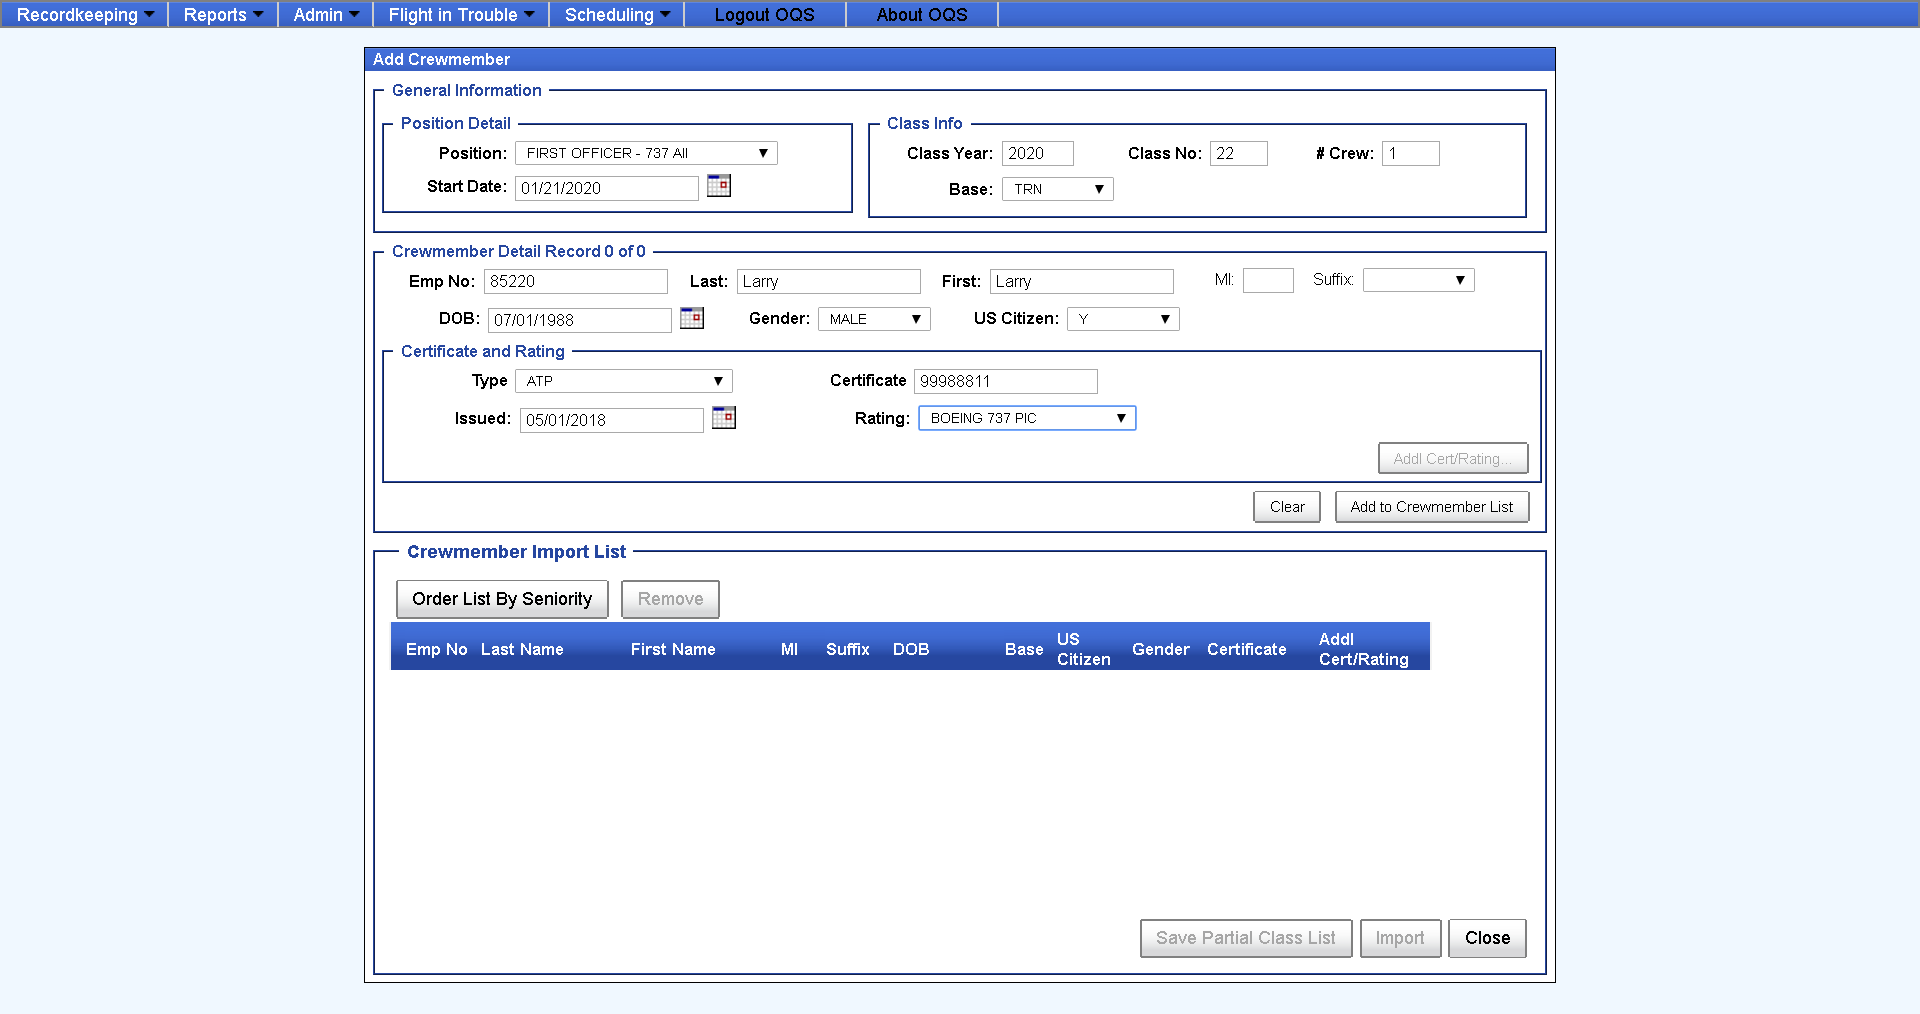 Recordkeeping Reports Admin Flight in Trouble Scheduling Logout OQS About OQS
Add Crewmember
General Information
Position Detail
Position: FIRST OFFICER - 737 All
Start Date: 01/21/2020
Class Info
Class Year: 2020 Class No: 22 # Crew: 1
Base: TRN
Crewmember Detail Record 0 of 0
Emp No: 85220 Last: Larry First: Larry MI: Suffix:
DOB: 07/01/1988 Gender: MALE US Citizen: Y
Certificate and Rating
Type ATP Certificate 99988811
Issued: 05/01/2018 Rating: BOEING 737 PIC
Addl Cert/Rating...
Clear Add to Crewmember List
Crewmember Import List
Order List By Seniority Remove
Emp No Last Name First Name MI Suffix DOB Base US Citizen Gender Certificate Addl Cert/Rating
Save Partial Class List Import Close